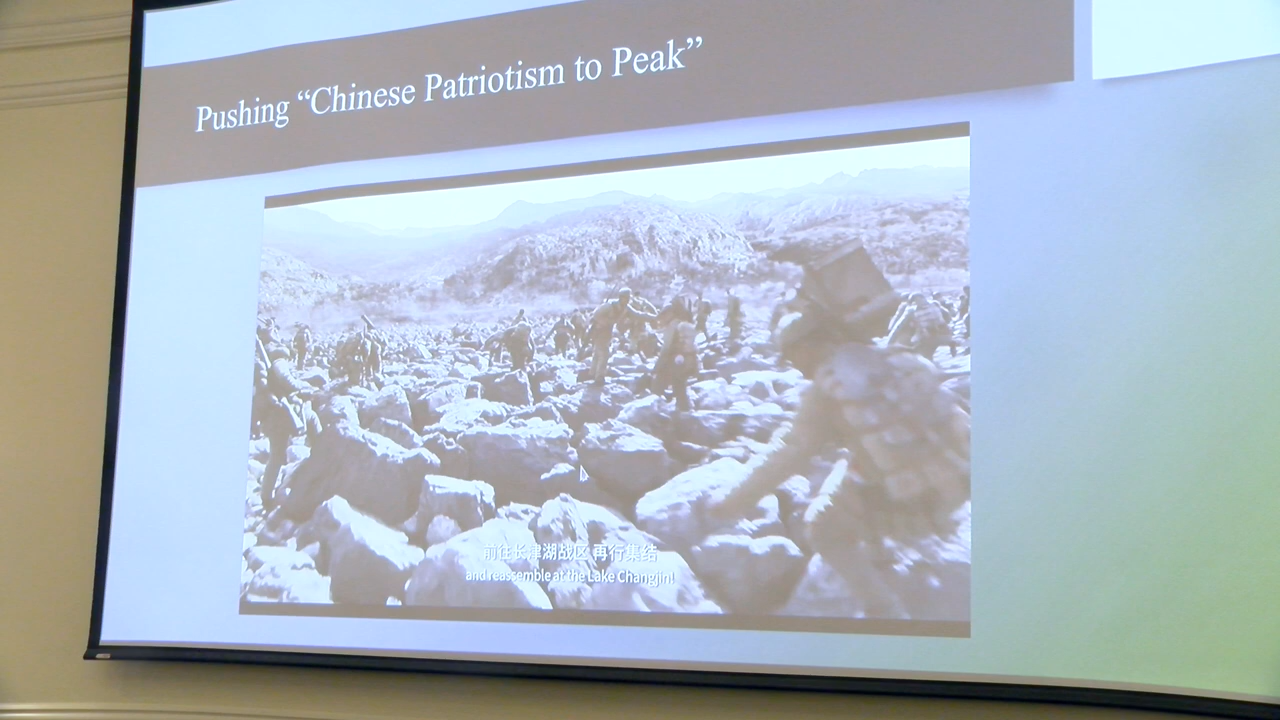 Pushing “Chinese Patriotism to Peak”
前往长津湖战区 再行集结
and reassemble at the Lake Changjin!